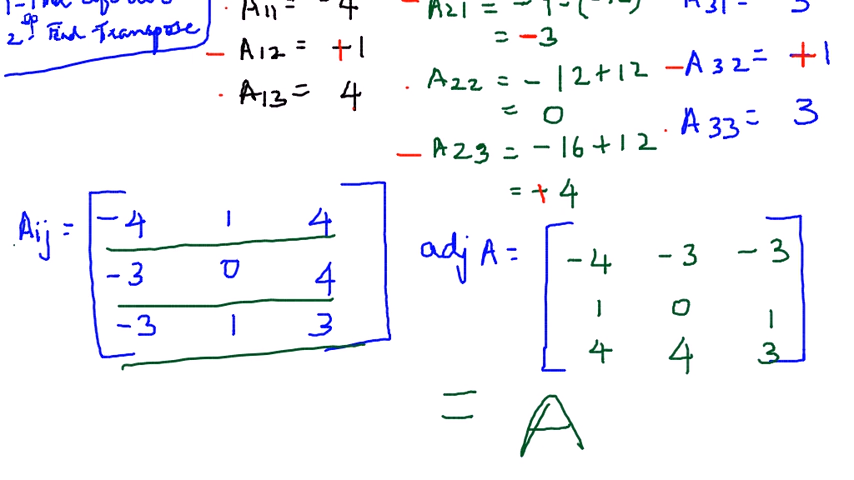 2. Find Transpose
A11 = -4
- A12 = +1
A13 = 4
= -3
A22 = -12+12
= 0
- A23 = -16+12
= +4
-A32 = +1
A33 = 3
Aij = -4 1 4
-3 0 4
-3 1 3
adj A = -4 -3 -3
1 0 1
4 4 3
= A